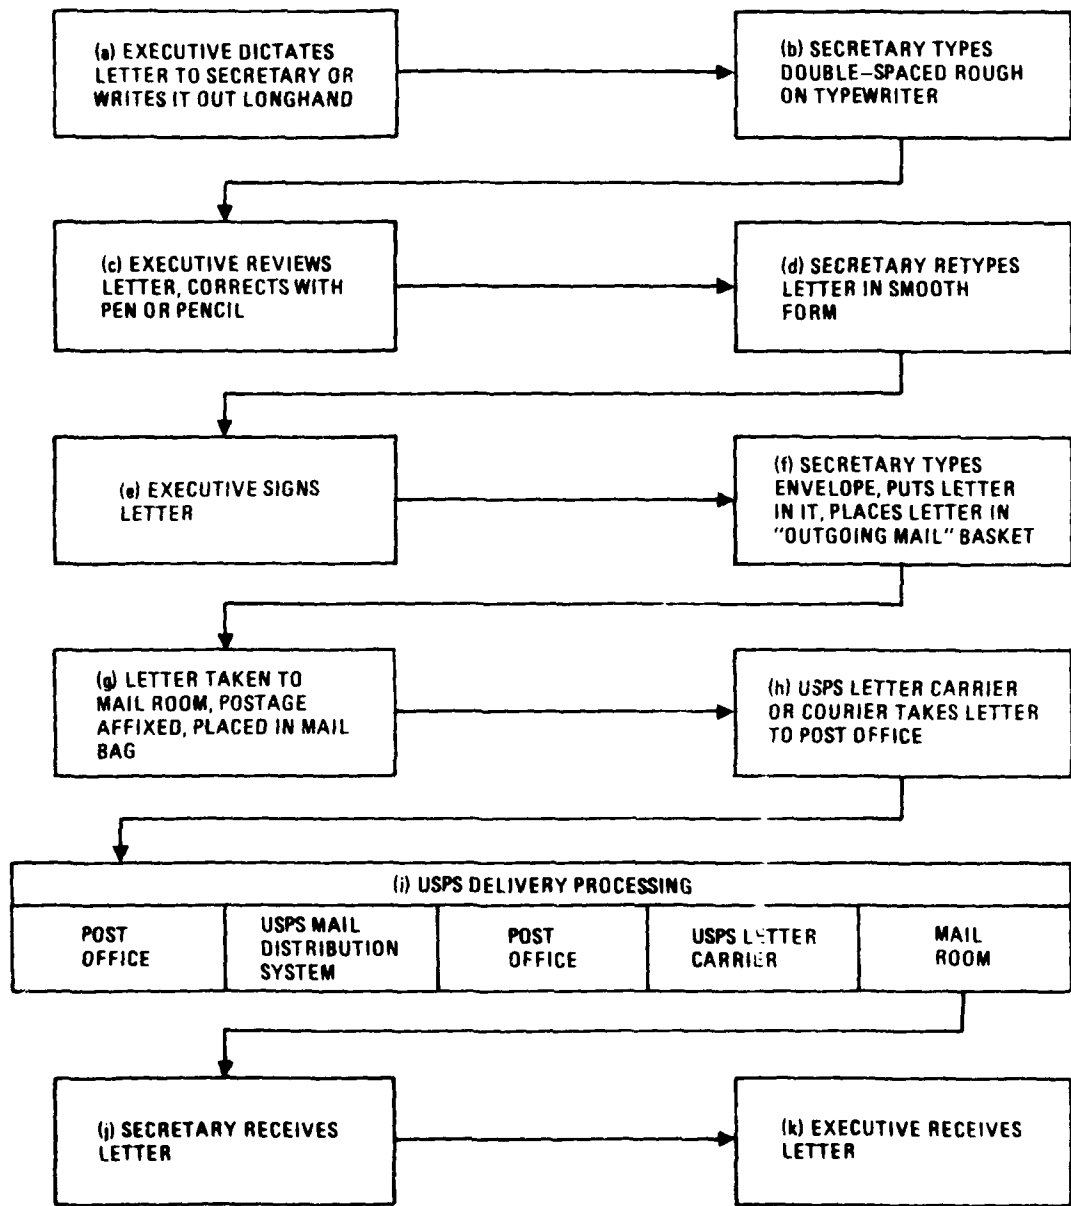 (a) EXECUTIVE DICTATES
LETTER TO SECRETARY OR
WRITES IT OUT LONGHAND
(b) SECRETARY TYPES
DOUBLE-SPACED ROUGH
ON TYPEWRITER
(c) EXECUTIVE REVIEWS
LETTER, CORRECTS WITH
PEN OR PENCIL
(d) SECRETARY RETYPES
LETTER IN SMOOTH
FORM
(e) EXECUTIVE SIGNS
LETTER
(f) SECRETARY TYPES
ENVELOPE, PUTS LETTER
IN IT, PLACES LETTER IN
"OUTGOING MAIL" BASKET
(g) LETTER TAKEN TO
MAIL ROOM, POSTAGE
AFFIXED, PLACED IN MAIL
BAG
(h) USPS LETTER CARRIER
OR COURIER TAKES LETTER
TO POST OFFICE
(i) USPS DELIVERY PROCESSING
POST
OFFICE
USPS MAIL
DISTRIBUTION
SYSTEM
POST
OFFICE
USPS LETTER
CARRIER
MAIL
ROOM
(j) SECRETARY RECEIVES
LETTER
(k) EXECUTIVE RECEIVES
LETTER